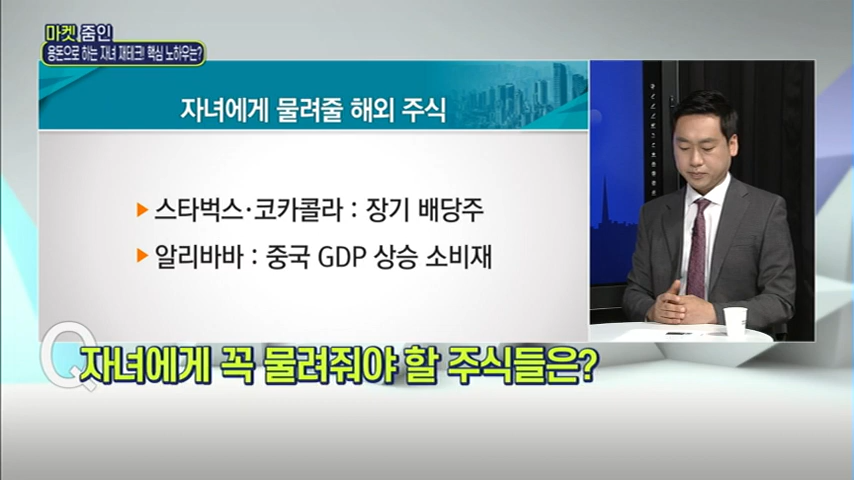 마켓 줌인
용돈으로 하는 자녀 재테크! 핵심 노하우는?
자녀에게 물려줄 해외 주식
▶ 스타벅스·코카콜라 : 장기 배당주
▶ 알리바바 : 중국 GDP 상승 소비재
Q 자녀에게 꼭 물려줘야 할 주식들은?